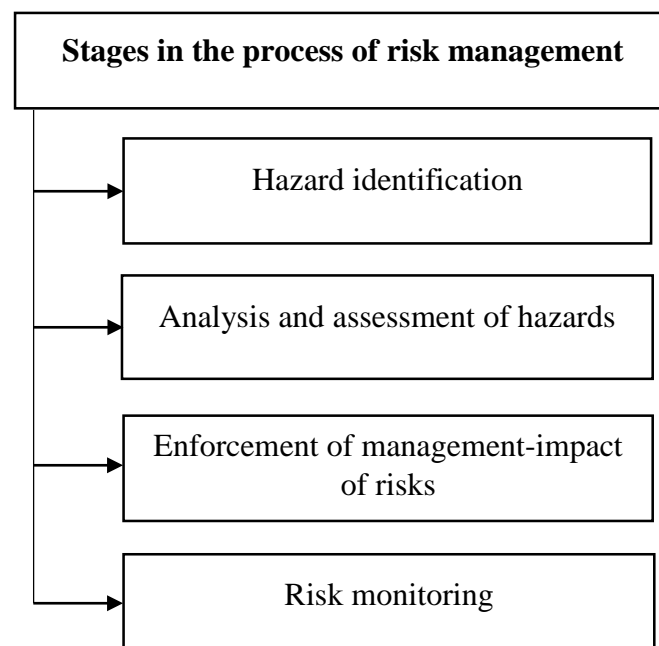 Stages in the process of risk management
Hazard identification
Analysis and assessment of hazards
Enforcement of management-impact
of risks
Risk monitoring